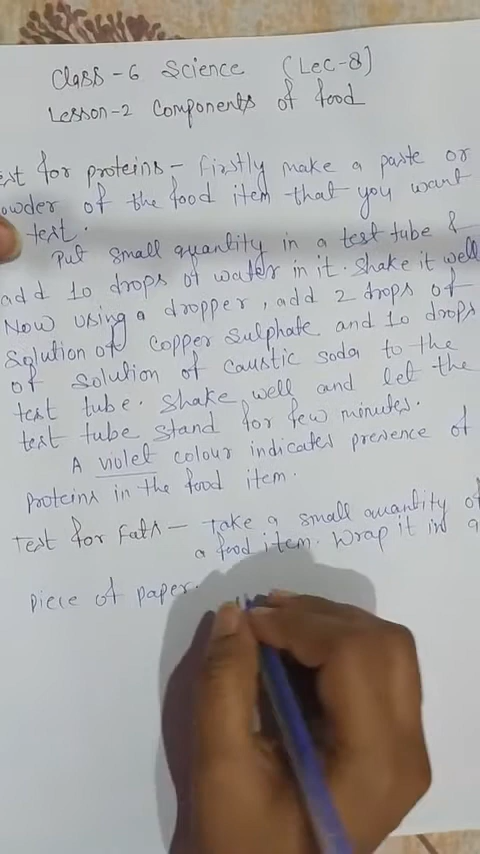 Class-6 Science (Lec-8)
Lesson-2 Components of food
est for proteins - Firstly make a paste or
owder of the food item that you want
test.
Put small quantity in a test tube &
add 10 drops of water in it. Shake it well
Now using a dropper, add 2 drops of
Solution of copper sulphate and 10 drops
of solution of caustic soda to the
test tube. Shake well and let the
test tube stand for few minutes.
A violet colour indicates presence of
proteins in the food item.
Test for Fats - Take a small quantity of
a food item. Wrap it in a
piece of paper.